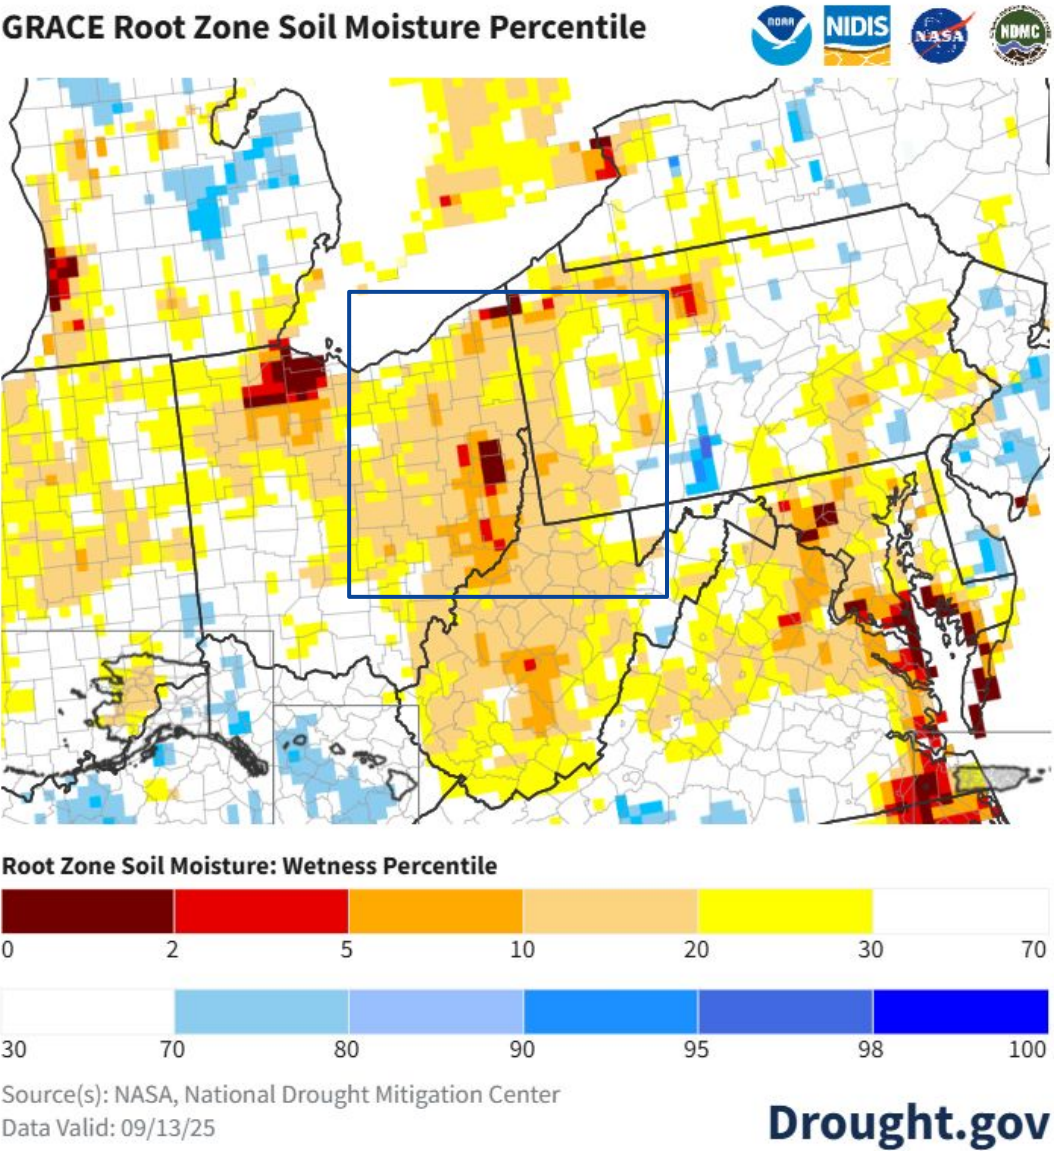 GRACE Root Zone Soil Moisture Percentile
NOAA
NIDIS
NASA
NDMC
Root Zone Soil Moisture: Wetness Percentile
0 2 5 10 20 30 70
30 70 80 90 95 98 100
Source(s): NASA, National Drought Mitigation Center
Data Valid: 09/13/25
Drought.gov